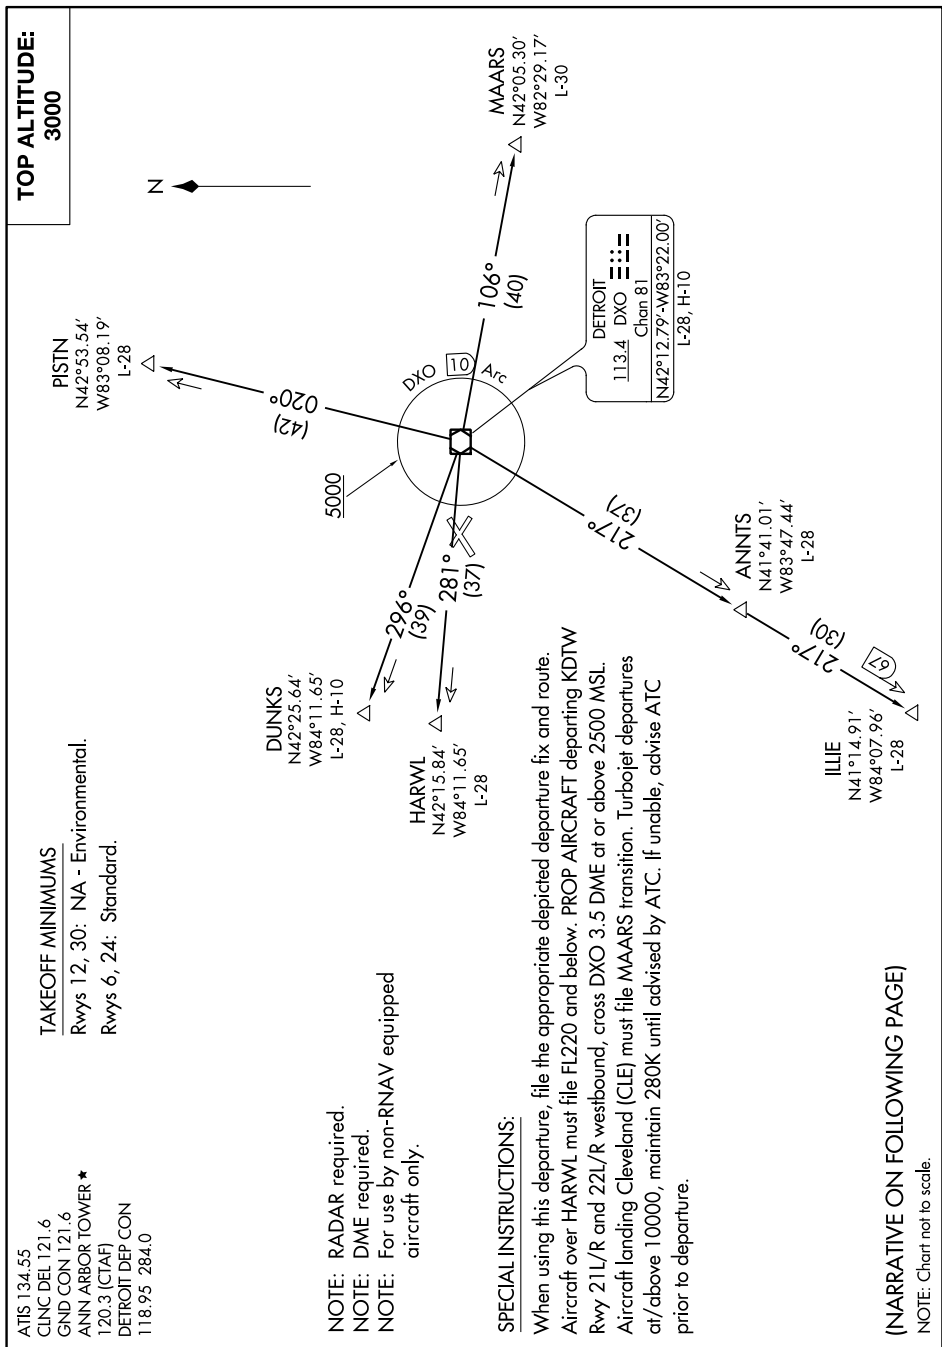 ATIS 134.55
CLNC DEL 121.6
GND CON 121.6
ANN ARBOR TOWER ★
120.3 (CTAF)
DETROIT DEP CON
118.95 284.0
TAKEOFF MINIMUMS
Rwys 12, 30: NA - Environmental.
Rwys 6, 24: Standard.
TOP ALTITUDE:
3000
NOTE: RADAR required.
NOTE: DME required.
NOTE: For use by non-RNAV equipped
aircraft only.
N
PISTN
N42°53.54'
W83°08.19'
L-28
020°
(42)
5000
DXO 10 Arc
MAARS
N42°05.30'
W82°29.17'
L-30
106°
(40)
DUNKS
N42°25.64'
W84°11.65'
L-28, H-10
296°
(39)
HARWL
N42°15.84'
W84°11.65'
L-28
281°
(37)
DETROIT
113.4 DXO
Chan 81
N42°12.79'-W83°22.00'
L-28, H-10
217°
(37)
ANNTS
N41°41.01'
W83°47.44'
L-28
217°
(30)
67
ILLIE
N41°14.91'
W84°07.96'
L-28
SPECIAL INSTRUCTIONS:
When using this departure, file the appropriate depicted departure fix and route.
Aircraft over HARWL must file FL220 and below. PROP AIRCRAFT departing KDTW
Rwy 21L/R and 22L/R westbound, cross DXO 3.5 DME at or above 2500 MSL.
Aircraft landing Cleveland (CLE) must file MAARS transition. Turbojet departures
at/above 10000, maintain 280K until advised by ATC. If unable, advise ATC
prior to departure.
(NARRATIVE ON FOLLOWING PAGE)
NOTE: Chart not to scale.